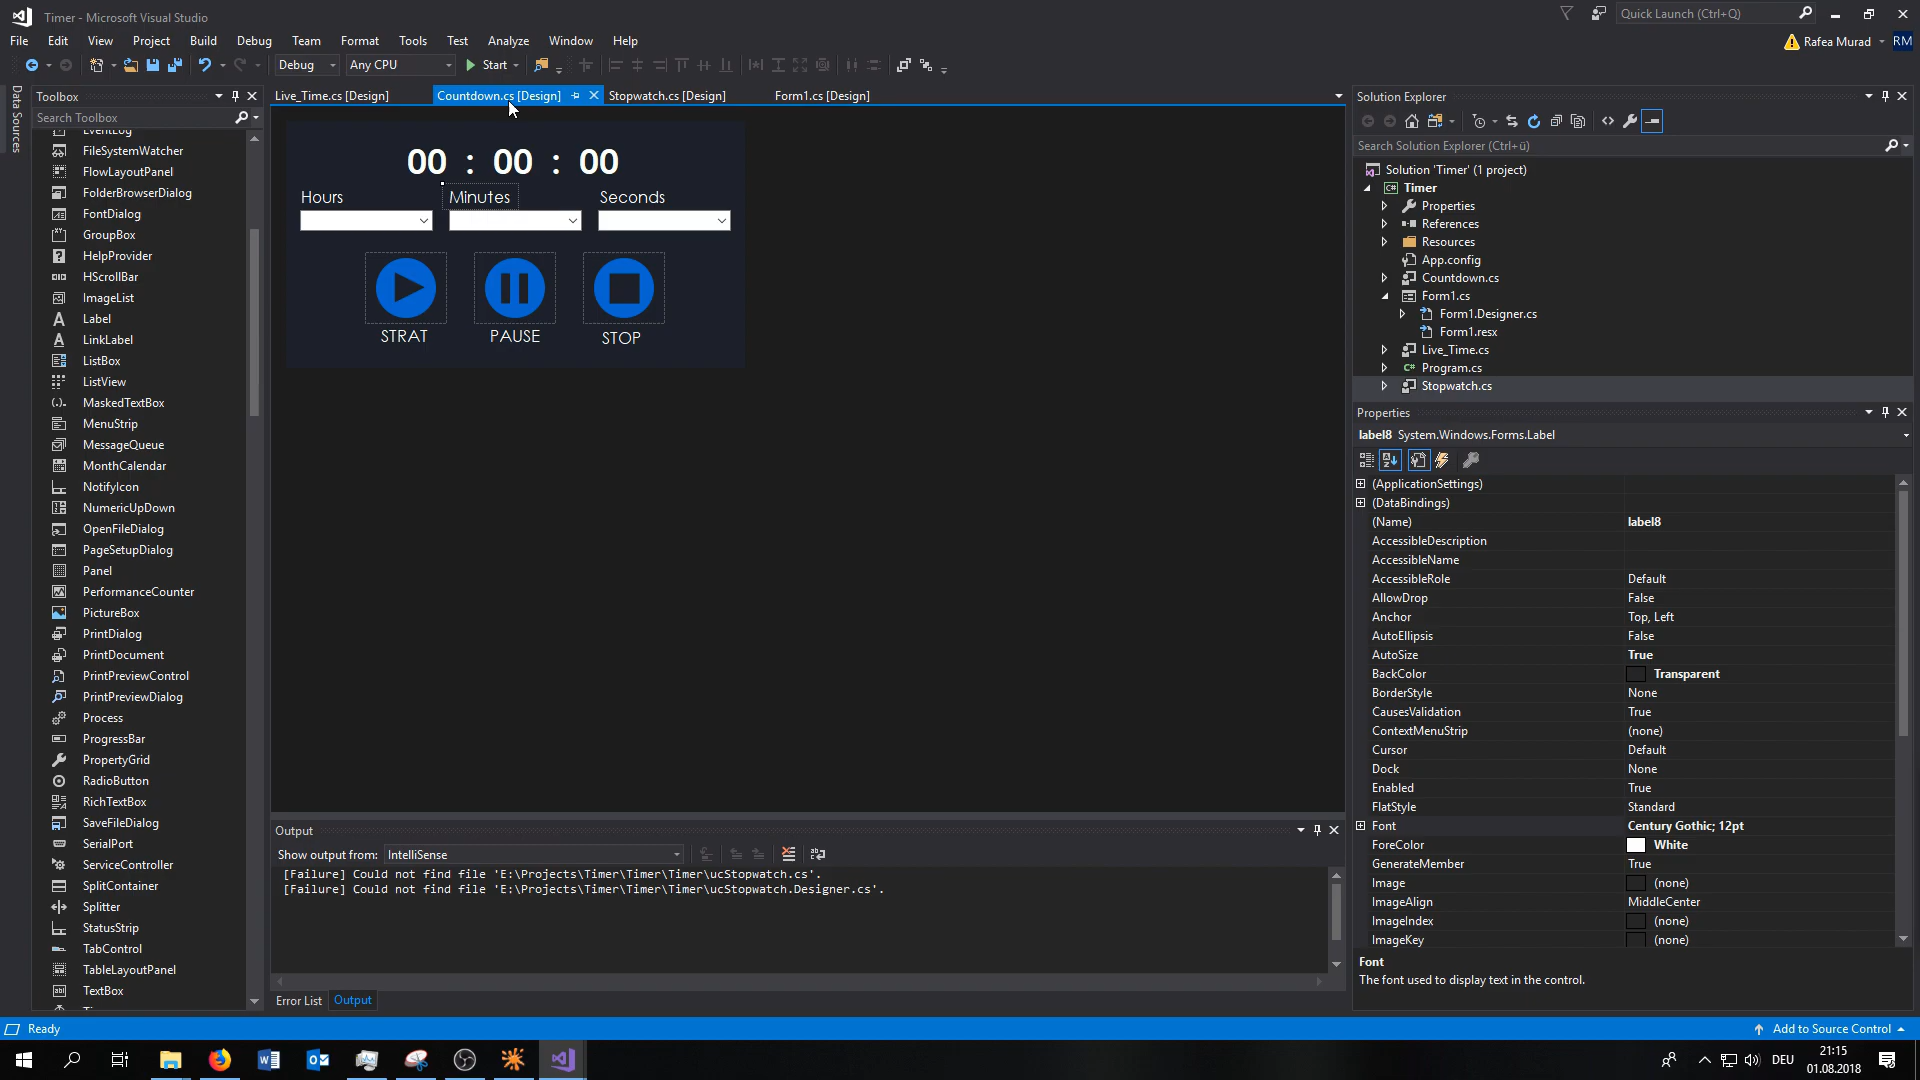 Timer - Microsoft Visual Studio
Quick Launch (Ctrl+Q)
File Edit View Project Build Debug Team Format Tools Test Analyze Window Help
Rafea Murad RM
Debug Any CPU Start
Data Sources
Toolbox
Search Toolbox
EventLog
FileSystemWatcher
FlowLayoutPanel
FolderBrowserDialog
FontDialog
GroupBox
HelpProvider
HScrollBar
ImageList
Label
LinkLabel
ListBox
ListView
MaskedTextBox
MenuStrip
MessageQueue
MonthCalendar
NotifyIcon
NumericUpDown
OpenFileDialog
PageSetupDialog
Panel
PerformanceCounter
PictureBox
PrintDialog
PrintDocument
PrintPreviewControl
PrintPreviewDialog
Process
ProgressBar
PropertyGrid
RadioButton
RichTextBox
SaveFileDialog
SerialPort
ServiceController
SplitContainer
Splitter
StatusStrip
TabControl
TableLayoutPanel
TextBox
Live_Time.cs [Design] Countdown.cs [Design] Stopwatch.cs [Design] Form1.cs [Design]
00 : 00 : 00
Hours Minutes Seconds
STRAT PAUSE STOP
Output
Show output from: IntelliSense
[Failure] Could not find file 'E:\Projects\Timer\Timer\Timer\ucStopwatch.cs'.
[Failure] Could not find file 'E:\Projects\Timer\Timer\Timer\ucStopwatch.Designer.cs'.
Error List Output
Solution Explorer
Search Solution Explorer (Ctrl+ü)
Solution 'Timer' (1 project)
Timer
Properties
References
Resources
App.config
Countdown.cs
Form1.cs
Form1.Designer.cs
Form1.resx
Live_Time.cs
Program.cs
Stopwatch.cs
Properties
label8 System.Windows.Forms.Label
(ApplicationSettings)
(DataBindings)
(Name) label8
AccessibleDescription
AccessibleName
AccessibleRole Default
AllowDrop False
Anchor Top, Left
AutoEllipsis False
AutoSize True
BackColor Transparent
BorderStyle None
CausesValidation True
ContextMenuStrip (none)
Cursor Default
Dock None
Enabled True
FlatStyle Standard
Font Century Gothic; 12pt
ForeColor White
GenerateMember True
Image (none)
ImageAlign MiddleCenter
ImageIndex (none)
ImageKey (none)
Font
The font used to display text in the control.
Ready
Add to Source Control
DEU
21:15
01.08.2018